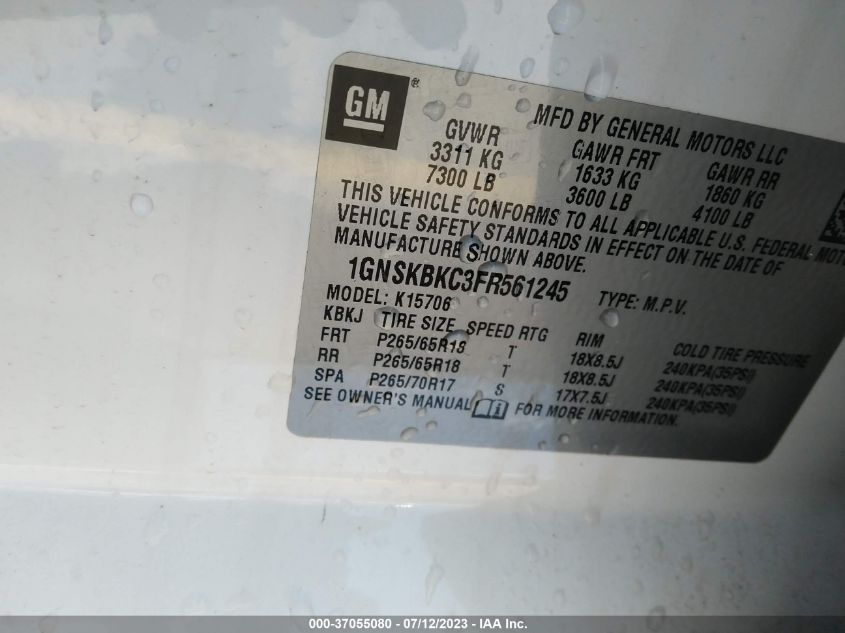 GM®
MFD BY GENERAL MOTORS LLC
GVWR GAWR FRT GAWR RR
3311 KG 1633 KG 1860 KG
7300 LB 3600 LB 4100 LB
THIS VEHICLE CONFORMS TO ALL APPLICABLE U.S. FEDERAL MOTOR
VEHICLE SAFETY STANDARDS IN EFFECT ON THE DATE OF
MANUFACTURE SHOWN ABOVE.
1GNSKBKC3FR561245 TYPE: M.P.V.
MODEL: K15706
KBKJ TIRE SIZE SPEED RTG RIM COLD TIRE PRESSURE
FRT P265/65R18 T 18X8.5J 240KPA(35PSI)
RR P265/65R18 T 18X8.5J 240KPA(35PSI)
SPA P265/70R17 S 17X7.5J 240KPA(35PSI)
SEE OWNER'S MANUAL FOR MORE INFORMATION.
000-37055080 - 07/12/2023 - IAA Inc.